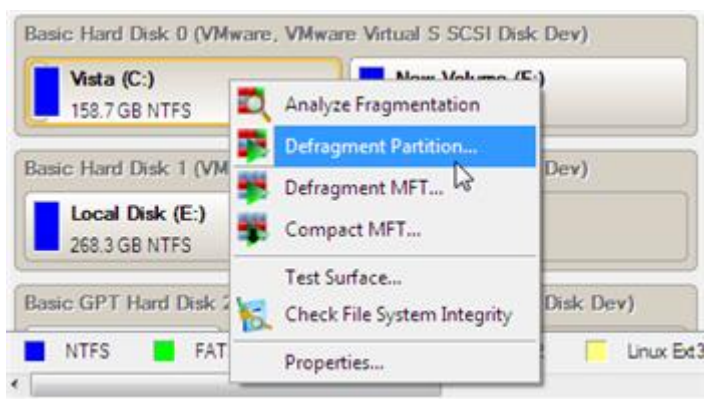 Basic Hard Disk 0 (VMware, VMware Virtual S SCSI Disk Dev)
Vista (C:)
158.7 GB NTFS
New Volume (F:)
Analyze Fragmentation
Defragment Partition...
Basic Hard Disk 1 (VM
Dev)
Defragment MFT...
Local Disk (E:)
268.3 GB NTFS
Compact MFT...
Test Surface...
Basic GPT Hard Disk 2
Disk Dev)
Check File System Integrity
NTFS
FAT
Linux Ext3
Properties...